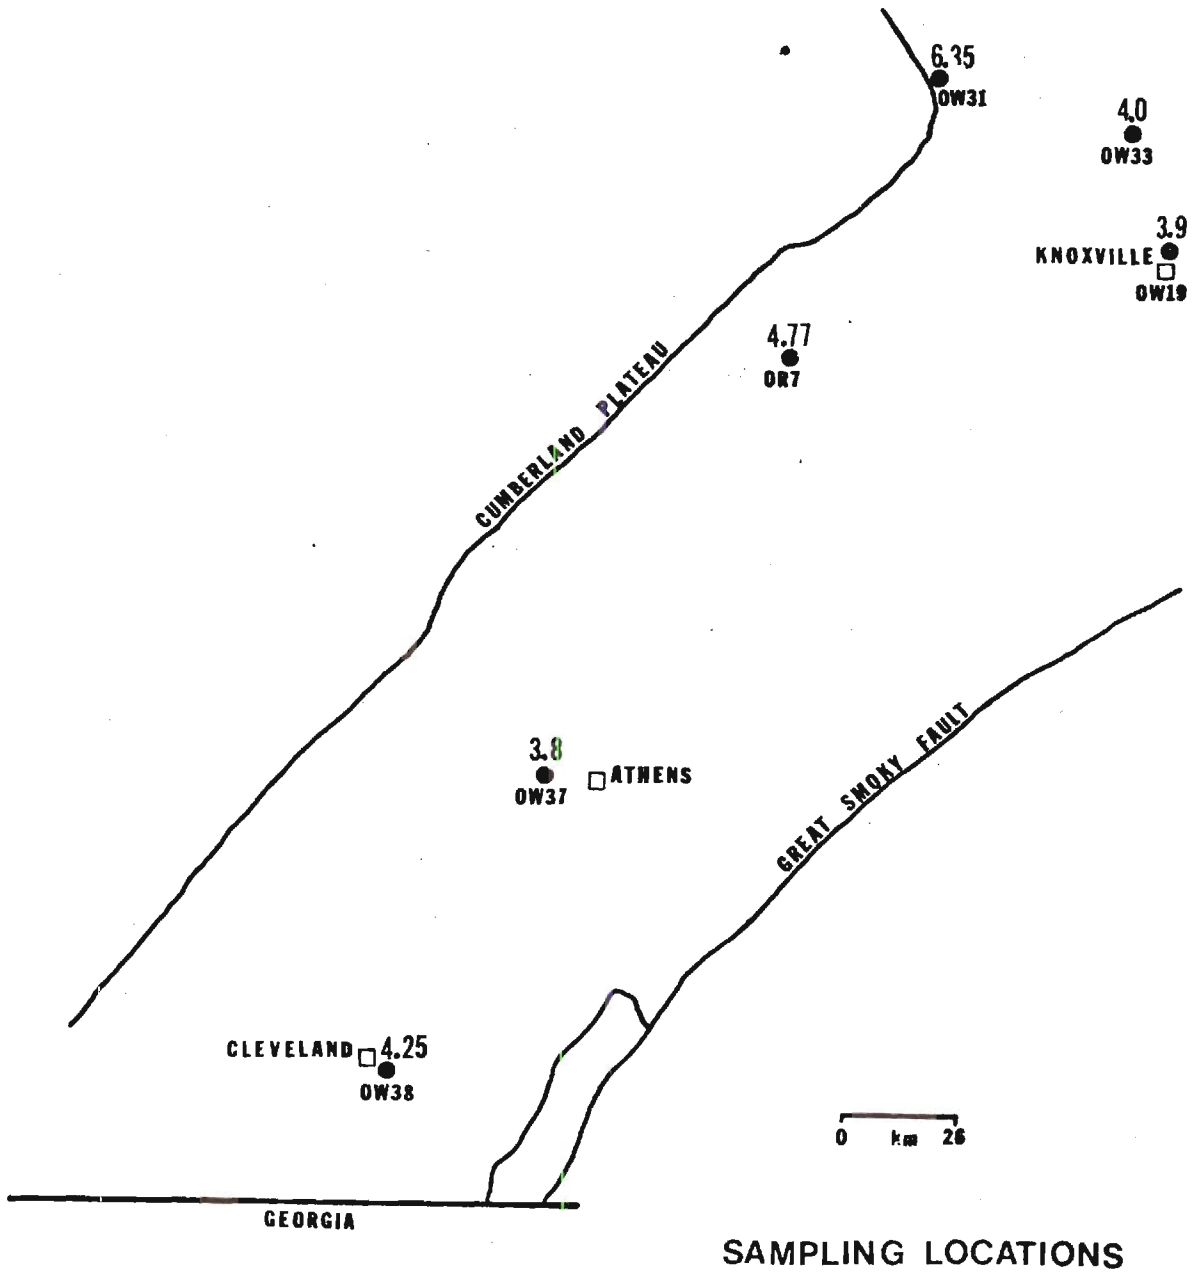 6.35
OW31
4.0
OW33
3.9
KNOXVILLE
OW19
4.77
OR7
CUMBERLAND PLATEAU
3.8
OW37
ATHENS
GREAT SMOKY FAULT
CLEVELAND
4.25
OW38
0 km 26
GEORGIA
SAMPLING LOCATIONS